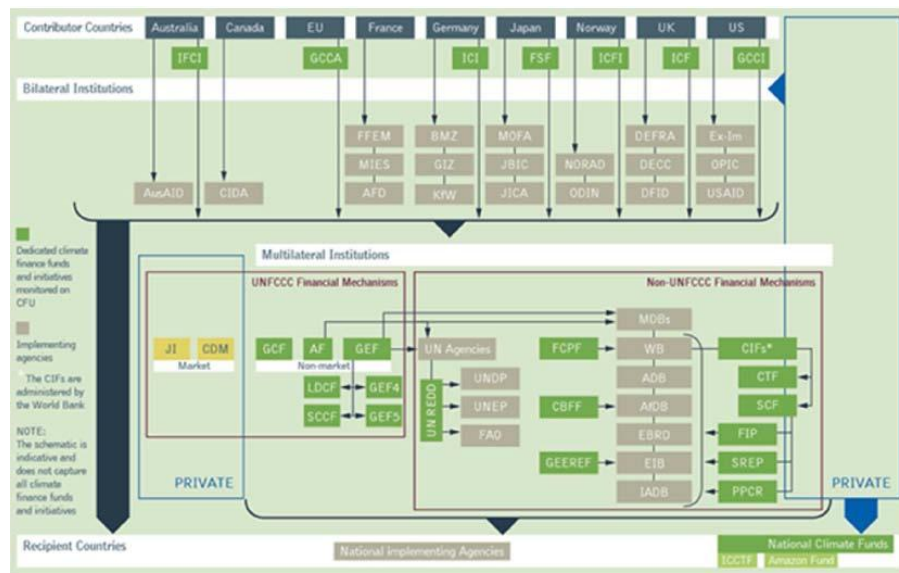 Contributor Countries
Australia
Canada
EU
France
Germany
Japan
Norway
UK
US
IFCI
GCCA
ICI
FSF
ICFI
ICF
GCCI
Bilateral Institutions
FFEM
BMZ
MOFA
DEFRA
Ex-Im
MIES
GIZ
JBIC
NORAD
DECC
OPIC
AusAID
CIDA
AFD
KfW
JICA
ODIN
DFID
USAID
Dedicated climate
finance funds
and initiatives
monitored on
CFU
Implementing
agencies
* The CIFs are
administered by
the World Bank
NOTE:
The schematic is
indicative and
does not capture
all climate
finance funds
and initiatives
Multilateral Institutions
UNFCCC Financial Mechanisms
Non-UNFCCC Financial Mechanisms
JI
CDM
Market
GCF
AF
GEF
Non-market
LDCF
GEF4
SCCF
GEF5
UN Agencies
UN REDD
UNDP
UNEP
FAO
MDBs
FCPF
WB
CIFs*
ADB
CTF
CBFF
AfDB
SCF
EBRD
FIP
GEEREF
EIB
SREP
IADB
PPCR
PRIVATE
PRIVATE
Recipient Countries
National implementing Agencies
National Climate Funds
ICCTF
Amazon Fund